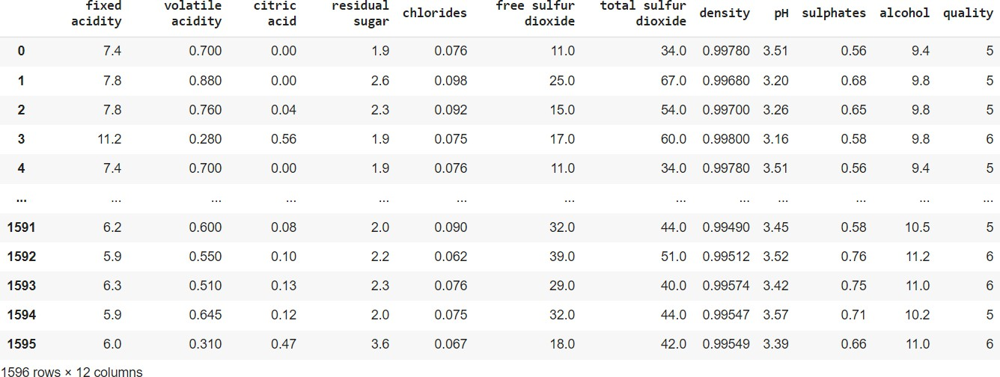 fixed acidity volatile acidity citric acid residual sugar chlorides free sulfur dioxide total sulfur dioxide density pH sulphates alcohol quality
0 7.4 0.700 0.00 1.9 0.076 11.0 34.0 0.99780 3.51 0.56 9.4 5
1 7.8 0.880 0.00 2.6 0.098 25.0 67.0 0.99680 3.20 0.68 9.8 5
2 7.8 0.760 0.04 2.3 0.092 15.0 54.0 0.99700 3.26 0.65 9.8 5
3 11.2 0.280 0.56 1.9 0.075 17.0 60.0 0.99800 3.16 0.58 9.8 6
4 7.4 0.700 0.00 1.9 0.076 11.0 34.0 0.99780 3.51 0.56 9.4 5
... ... ... ... ... ... ... ... ... ... ... ... ...
1591 6.2 0.600 0.08 2.0 0.090 32.0 44.0 0.99490 3.45 0.58 10.5 5
1592 5.9 0.550 0.10 2.2 0.062 39.0 51.0 0.99512 3.52 0.76 11.2 6
1593 6.3 0.510 0.13 2.3 0.076 29.0 40.0 0.99574 3.42 0.75 11.0 6
1594 5.9 0.645 0.12 2.0 0.075 32.0 44.0 0.99547 3.57 0.71 10.2 5
1595 6.0 0.310 0.47 3.6 0.067 18.0 42.0 0.99549 3.39 0.66 11.0 6
1596 rows × 12 columns